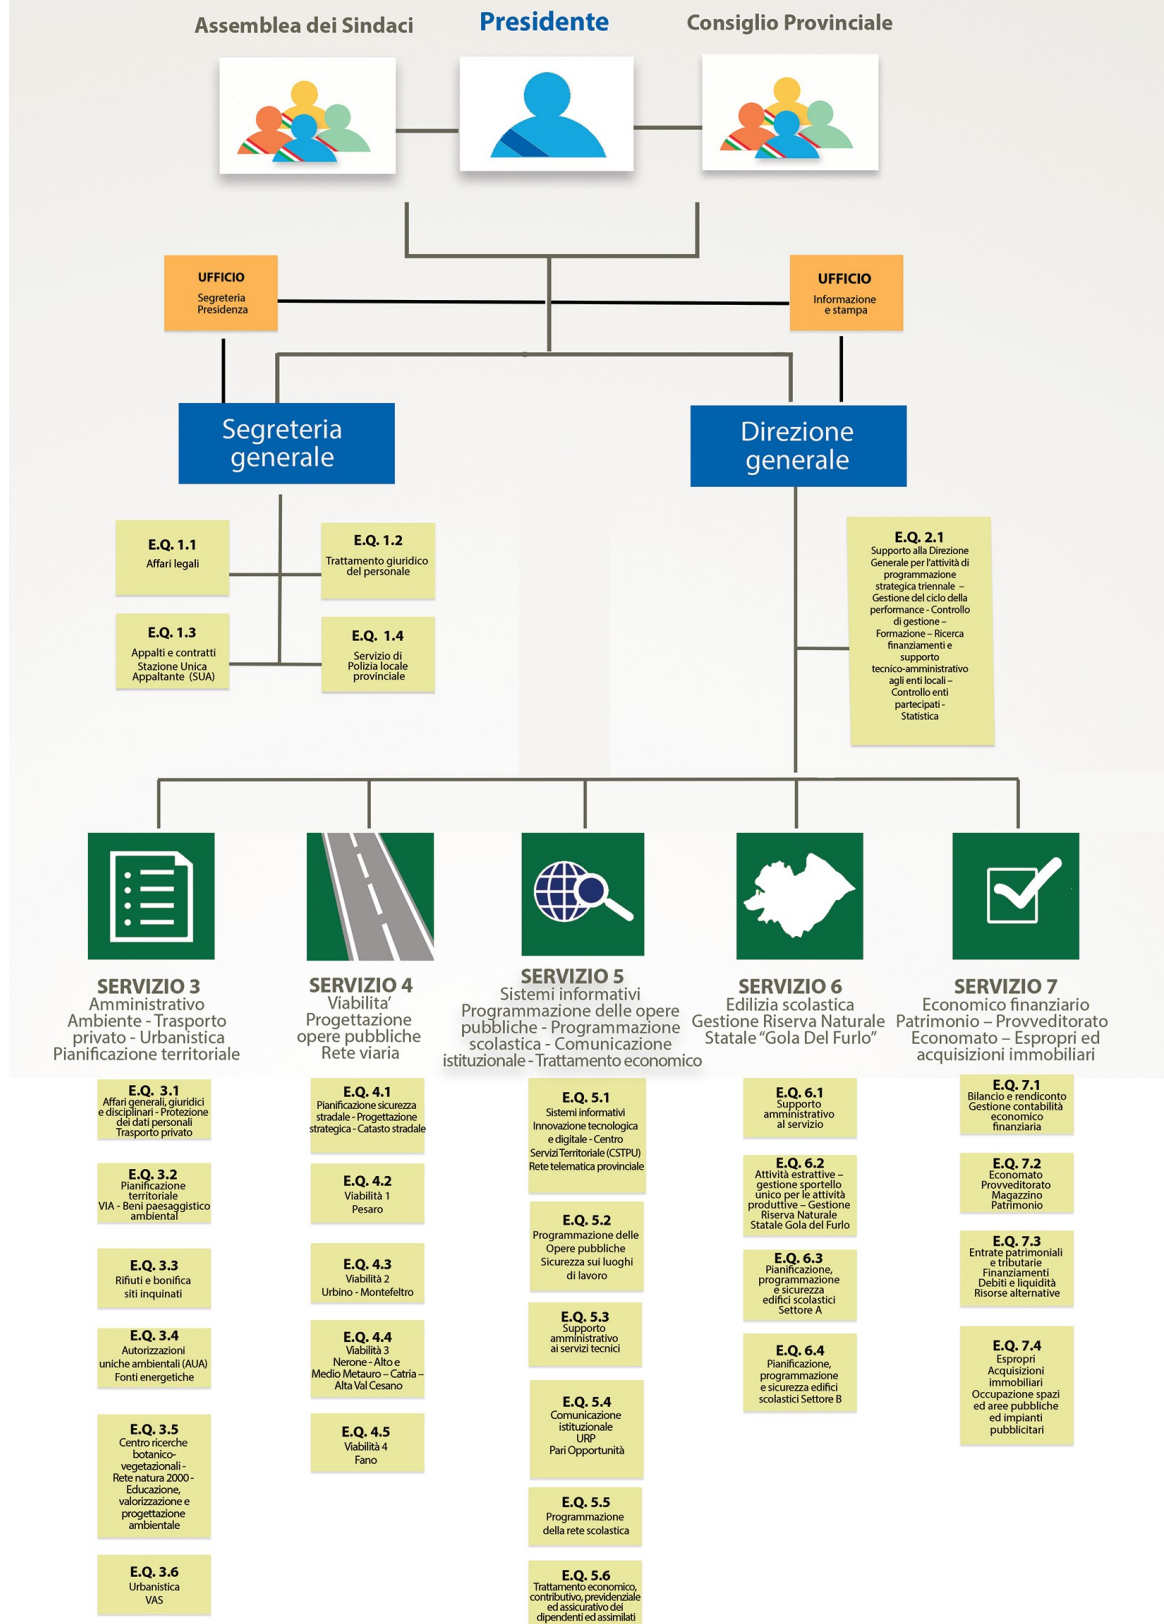 Assemblea dei Sindaci
Presidente
Consiglio Provinciale
UFFICIO
Segreteria
Presidenza
UFFICIO
Informazione
e stampa
Segreteria
generale
Direzione
generale
E.Q. 1.1
Affari legali
E.Q. 1.2
Trattamento giuridico
del personale
E.Q. 1.3
Appalti e contratti
Stazione Unica
Appaltante (SUA)
E.Q. 1.4
Servizio di
Polizia locale
provinciale
E.Q. 2.1
Supporto alla Direzione
Generale per l'attività di
programmazione
strategica triennale –
Gestione del ciclo della
performance - Controllo
di gestione –
Formazione – Ricerca
finanziamenti e
supporto
tecnico-amministrativo
agli enti locali –
Controllo enti
partecipati -
Statistica
SERVIZIO 3
Amministrativo
Ambiente - Trasporto
privato - Urbanistica
Pianificazione territoriale
E.Q. 3.1
Affari generali, giuridici
e disciplinari - Protezione
dei dati personali
Trasporto privato
E.Q. 3.2
Pianificazione
territoriale
VIA - Beni paesaggistico
ambiental
E.Q. 3.3
Rifiuti e bonifica
siti inquinati
E.Q. 3.4
Autorizzazioni
uniche ambientali (AUA)
Fonti energetiche
E.Q. 3.5
Centro ricerche
botanico-
vegetazionali -
Rete natura 2000 -
Educazione,
valorizzazione e
progettazione
ambientale
E.Q. 3.6
Urbanistica
VAS
SERVIZIO 4
Viabilita'
Progettazione
opere pubbliche
Rete viaria
E.Q. 4.1
Pianificazione sicurezza
stradale - Progettazione
strategica - Catasto stradale
E.Q. 4.2
Viabilità 1
Pesaro
E.Q. 4.3
Viabilità 2
Urbino - Montefeltro
E.Q. 4.4
Viabilità 3
Nerone - Alto e
Medio Metauro – Catria –
Alta Val Cesano
E.Q. 4.5
Viabilità 4
Fano
SERVIZIO 5
Sistemi informativi
Programmazione delle opere
pubbliche - Programmazione
scolastica - Comunicazione
istituzionale - Trattamento economico
E.Q. 5.1
Sistemi informativi
Innovazione tecnologica
e digitale - Centro
Servizi Territoriale (CSTPU)
Rete telematica provinciale
E.Q. 5.2
Programmazione delle
Opere pubbliche
Sicurezza sui luoghi
di lavoro
E.Q. 5.3
Supporto
amministrativo
ai servizi tecnici
E.Q. 5.4
Comunicazione
istituzionale
URP
Pari Opportunità
E.Q. 5.5
Programmazione
della rete scolastica
E.Q. 5.6
Trattamento economico,
contributivo, previdenziale
ed assicurativo dei
dipendenti ed assimilati
SERVIZIO 6
Edilizia scolastica
Gestione Riserva Naturale
Statale "Gola Del Furlo"
E.Q. 6.1
Supporto
amministrativo
al servizio
E.Q. 6.2
Attività estrattive –
gestione sportello
unico per le attività
produttive – Gestione
Riserva Naturale
Statale Gola del Furlo
E.Q. 6.3
Pianificazione,
programmazione
e sicurezza
edifici scolastici
Settore A
E.Q. 6.4
Pianificazione,
programmazione
e sicurezza edifici
scolastici Settore B
SERVIZIO 7
Economico finanziario
Patrimonio – Provveditorato
Economato – Espropri ed
acquisizioni immobiliari
E.Q. 7.1
Bilancio e rendiconto
Gestione contabilità
economico
finanziaria
E.Q. 7.2
Economato
Provveditorato
Magazzino
Patrimonio
E.Q. 7.3
Entrate patrimoniali
e tributarie
Finanziamenti
Debiti e liquidità
Risorse alternative
E.Q. 7.4
Espropri
Acquisizioni
immobiliari
Occupazione spazi
ed aree pubbliche
ed impianti
pubblicitari